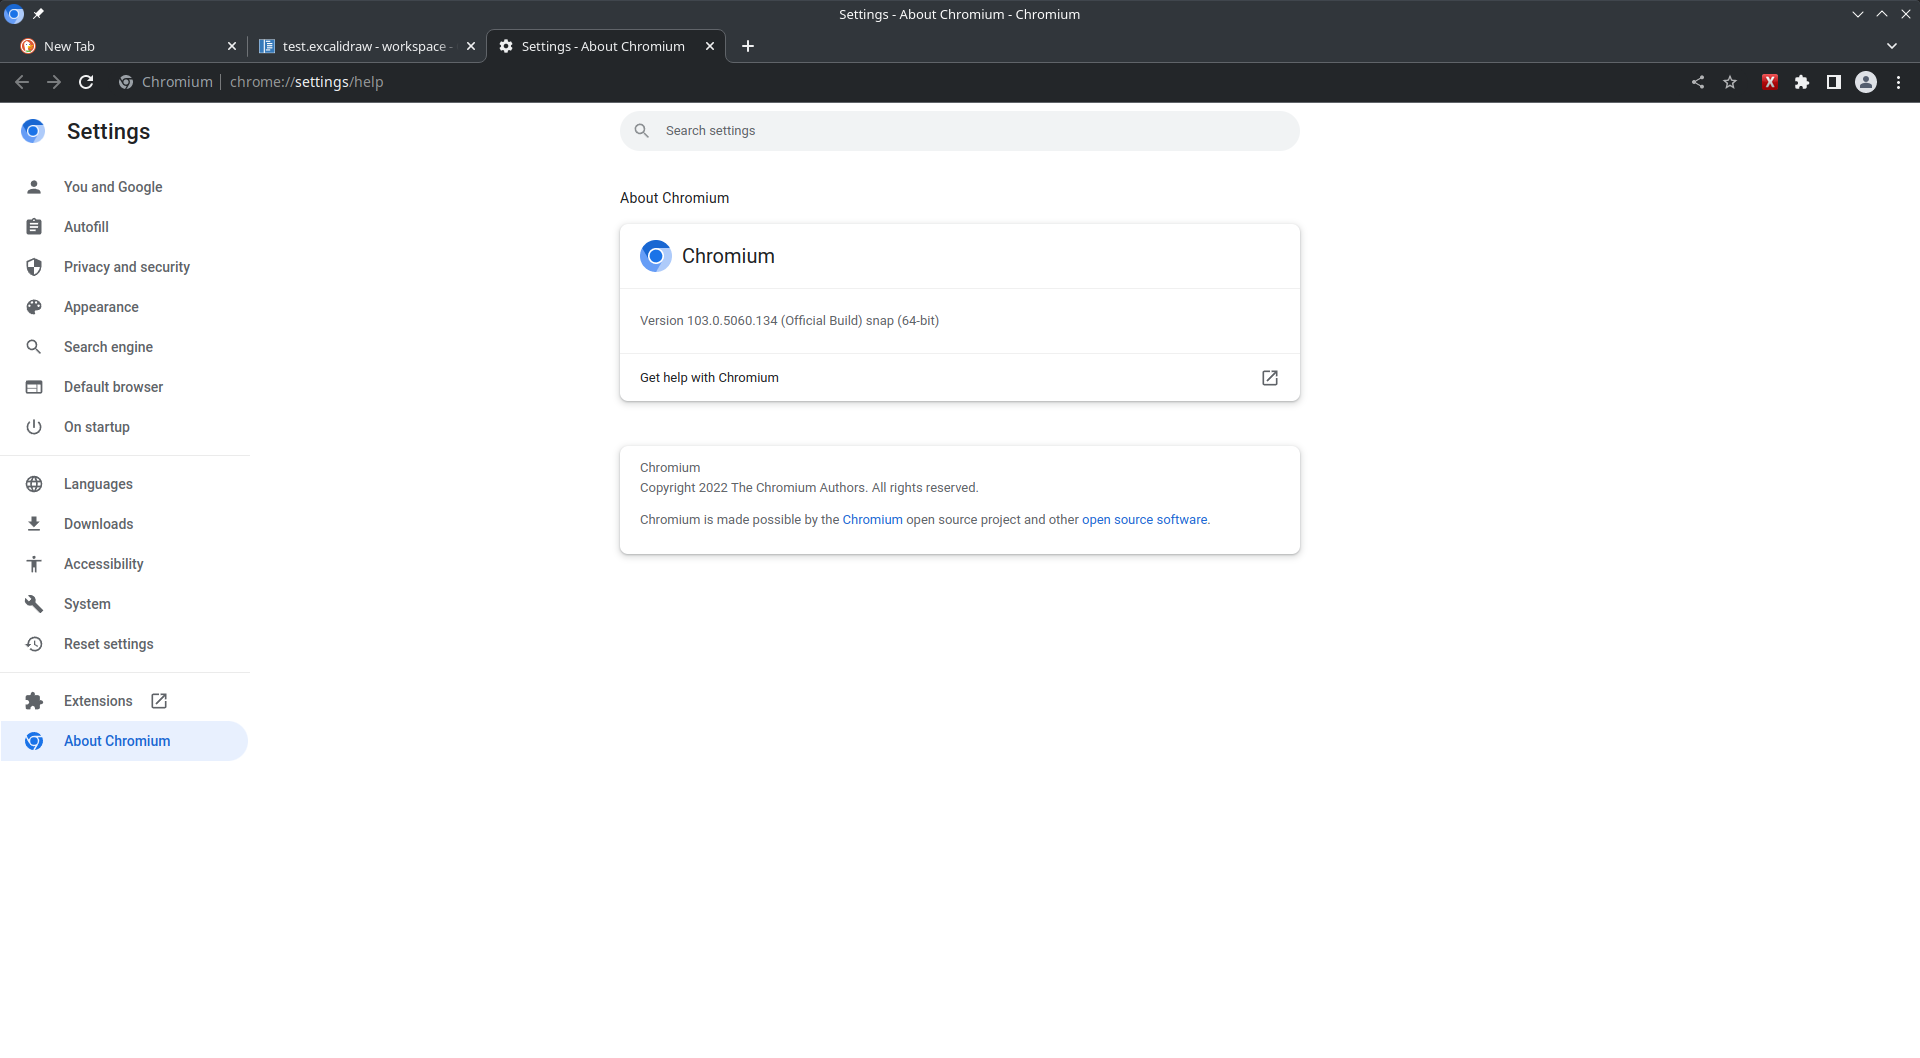 Settings - About Chromium - Chromium
New Tab
test.excalidraw - workspace -
Settings - About Chromium
Chromium
chrome://settings/help
X
Settings
Search settings
You and Google
Autofill
Privacy and security
Appearance
Search engine
Default browser
On startup
Languages
Downloads
Accessibility
System
Reset settings
Extensions
About Chromium
About Chromium
Chromium
Version 103.0.5060.134 (Official Build) snap (64-bit)
Get help with Chromium
Chromium
Copyright 2022 The Chromium Authors. All rights reserved.
Chromium is made possible by the Chromium open source project and other open source software.